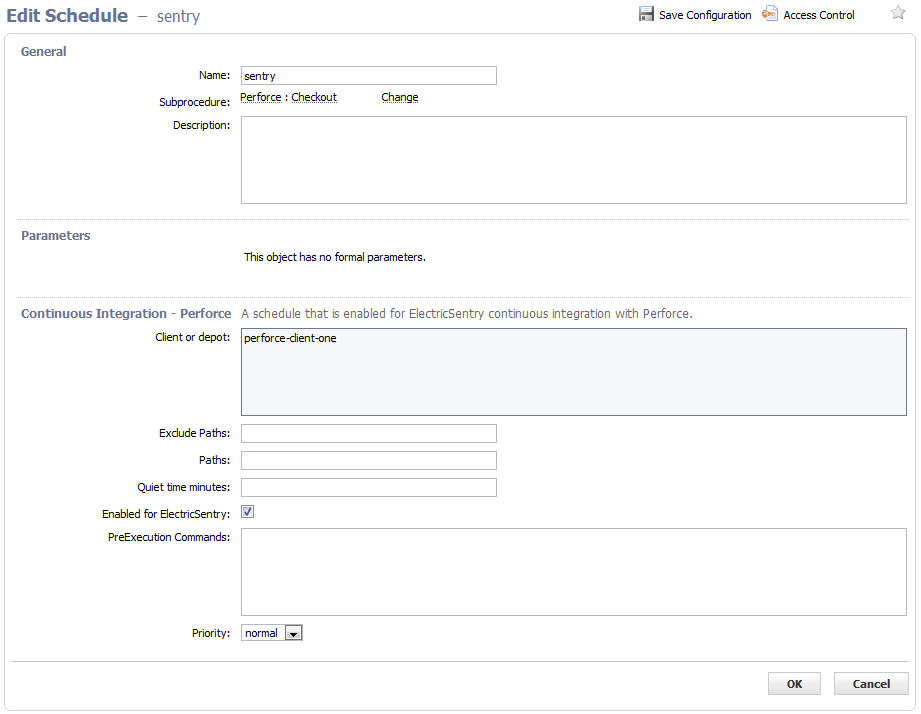 Edit Schedule – sentry Save Configuration Access Control
General
Name: sentry
Subprocedure: Perforce : Checkout Change
Description:
Parameters
This object has no formal parameters.
Continuous Integration - Perforce A schedule that is enabled for ElectricSentry continuous integration with Perforce.
Client or depot: perforce-client-one
Exclude Paths:
Paths:
Quiet time minutes:
Enabled for ElectricSentry:
PreExecution Commands:
Priority: normal
OK Cancel